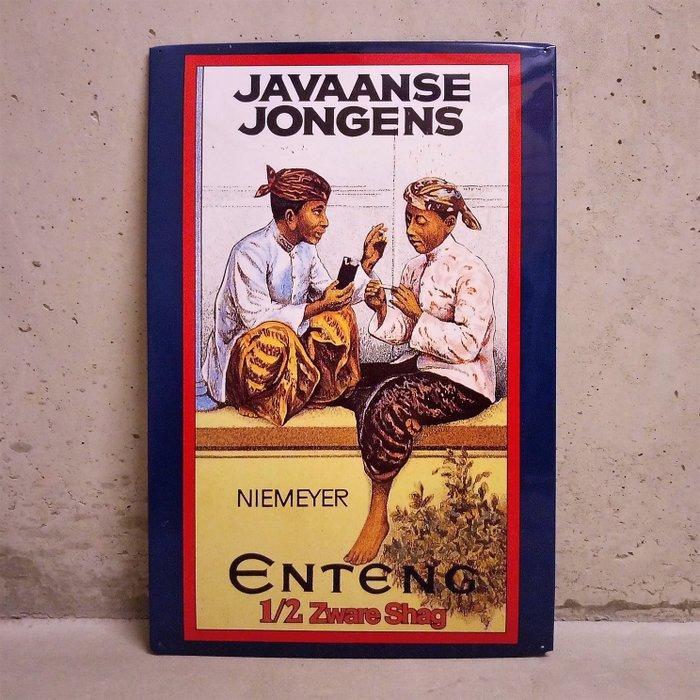 JAVAANSE
JONGENS
NIEMEYER
ENTENG
1/2 Zware Shag